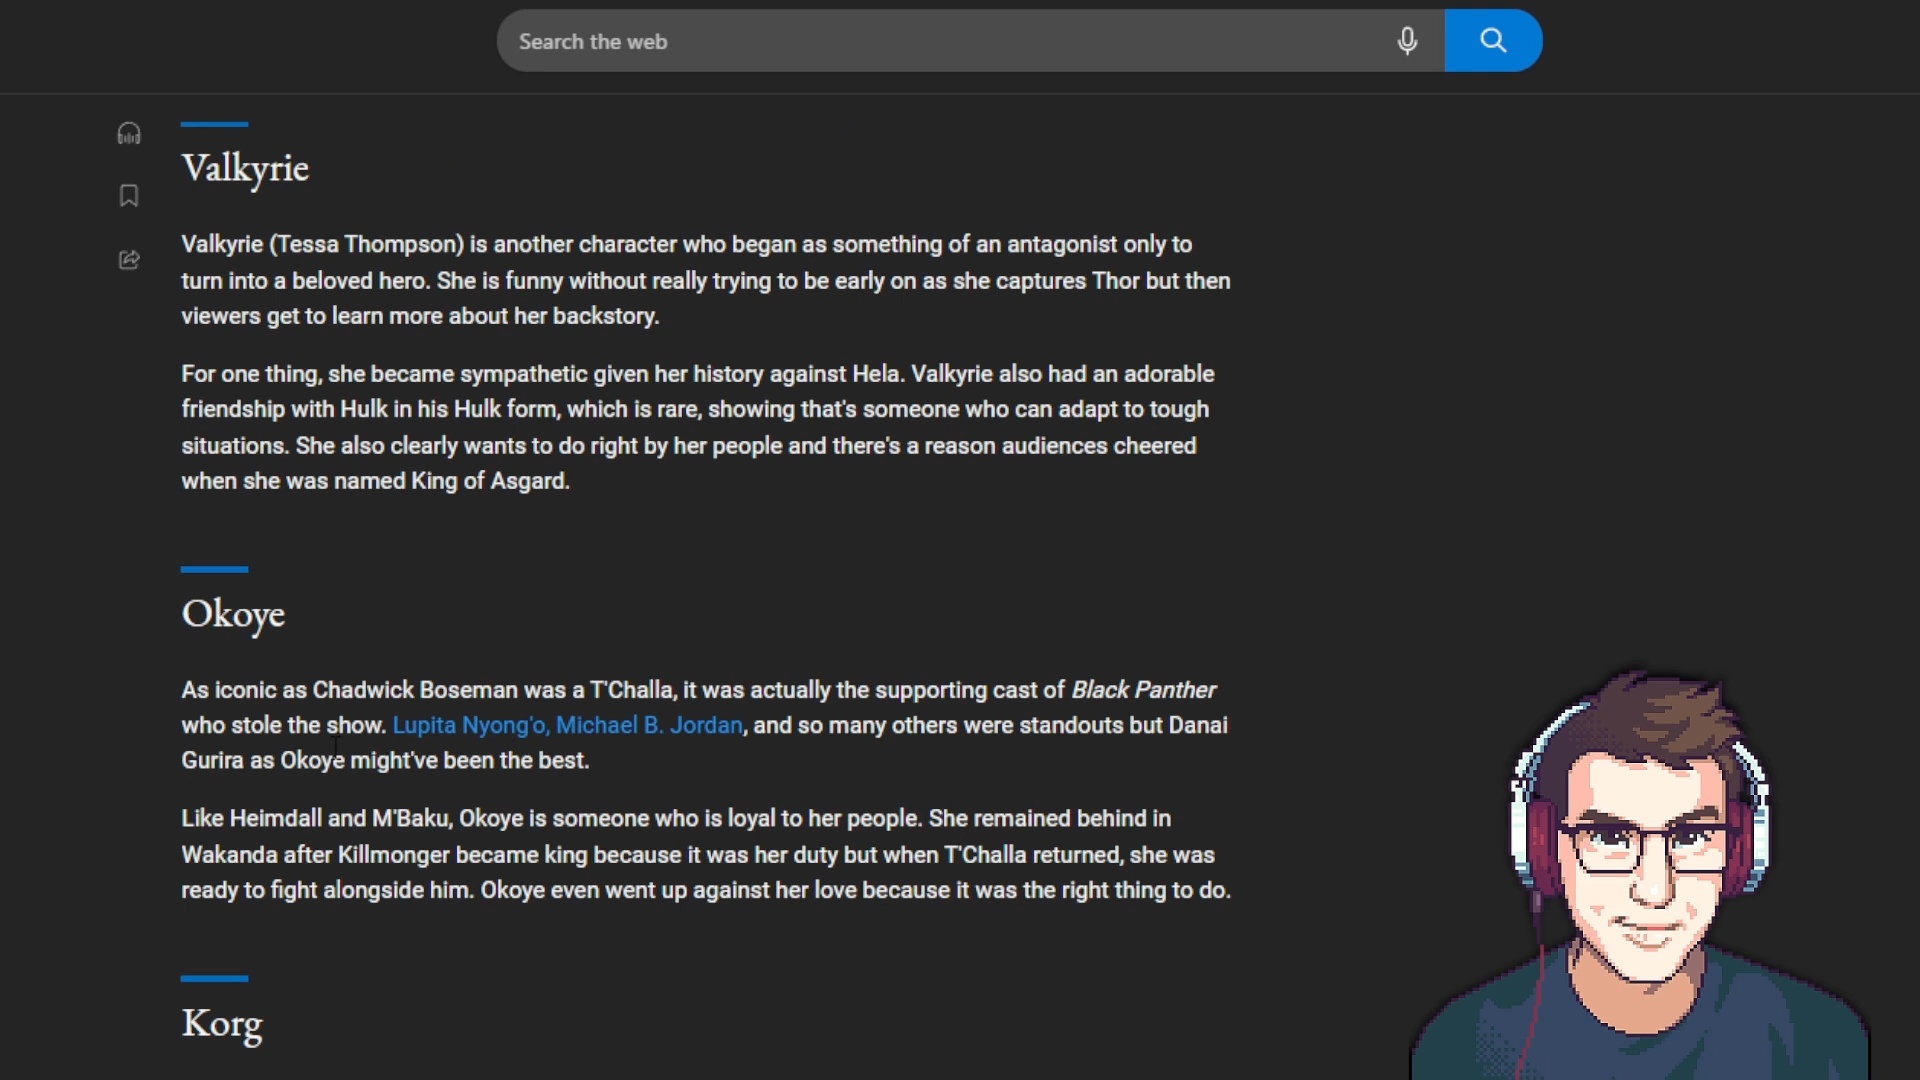 Search the web
Valkyrie
Valkyrie (Tessa Thompson) is another character who began as something of an antagonist only to
turn into a beloved hero. She is funny without really trying to be early on as she captures Thor but then
viewers get to learn more about her backstory.
For one thing, she became sympathetic given her history against Hela. Valkyrie also had an adorable
friendship with Hulk in his Hulk form, which is rare, showing that's someone who can adapt to tough
situations. She also clearly wants to do right by her people and there's a reason audiences cheered
when she was named King of Asgard.
Okoye
As iconic as Chadwick Boseman was a T'Challa, it was actually the supporting cast of Black Panther
who stole the show. Lupita Nyong'o, Michael B. Jordan, and so many others were standouts but Danai
Gurira as Okoye might've been the best.
Like Heimdall and M'Baku, Okoye is someone who is loyal to her people. She remained behind in
Wakanda after Killmonger became king because it was her duty but when T'Challa returned, she was
ready to fight alongside him. Okoye even went up against her love because it was the right thing to do.
Korg